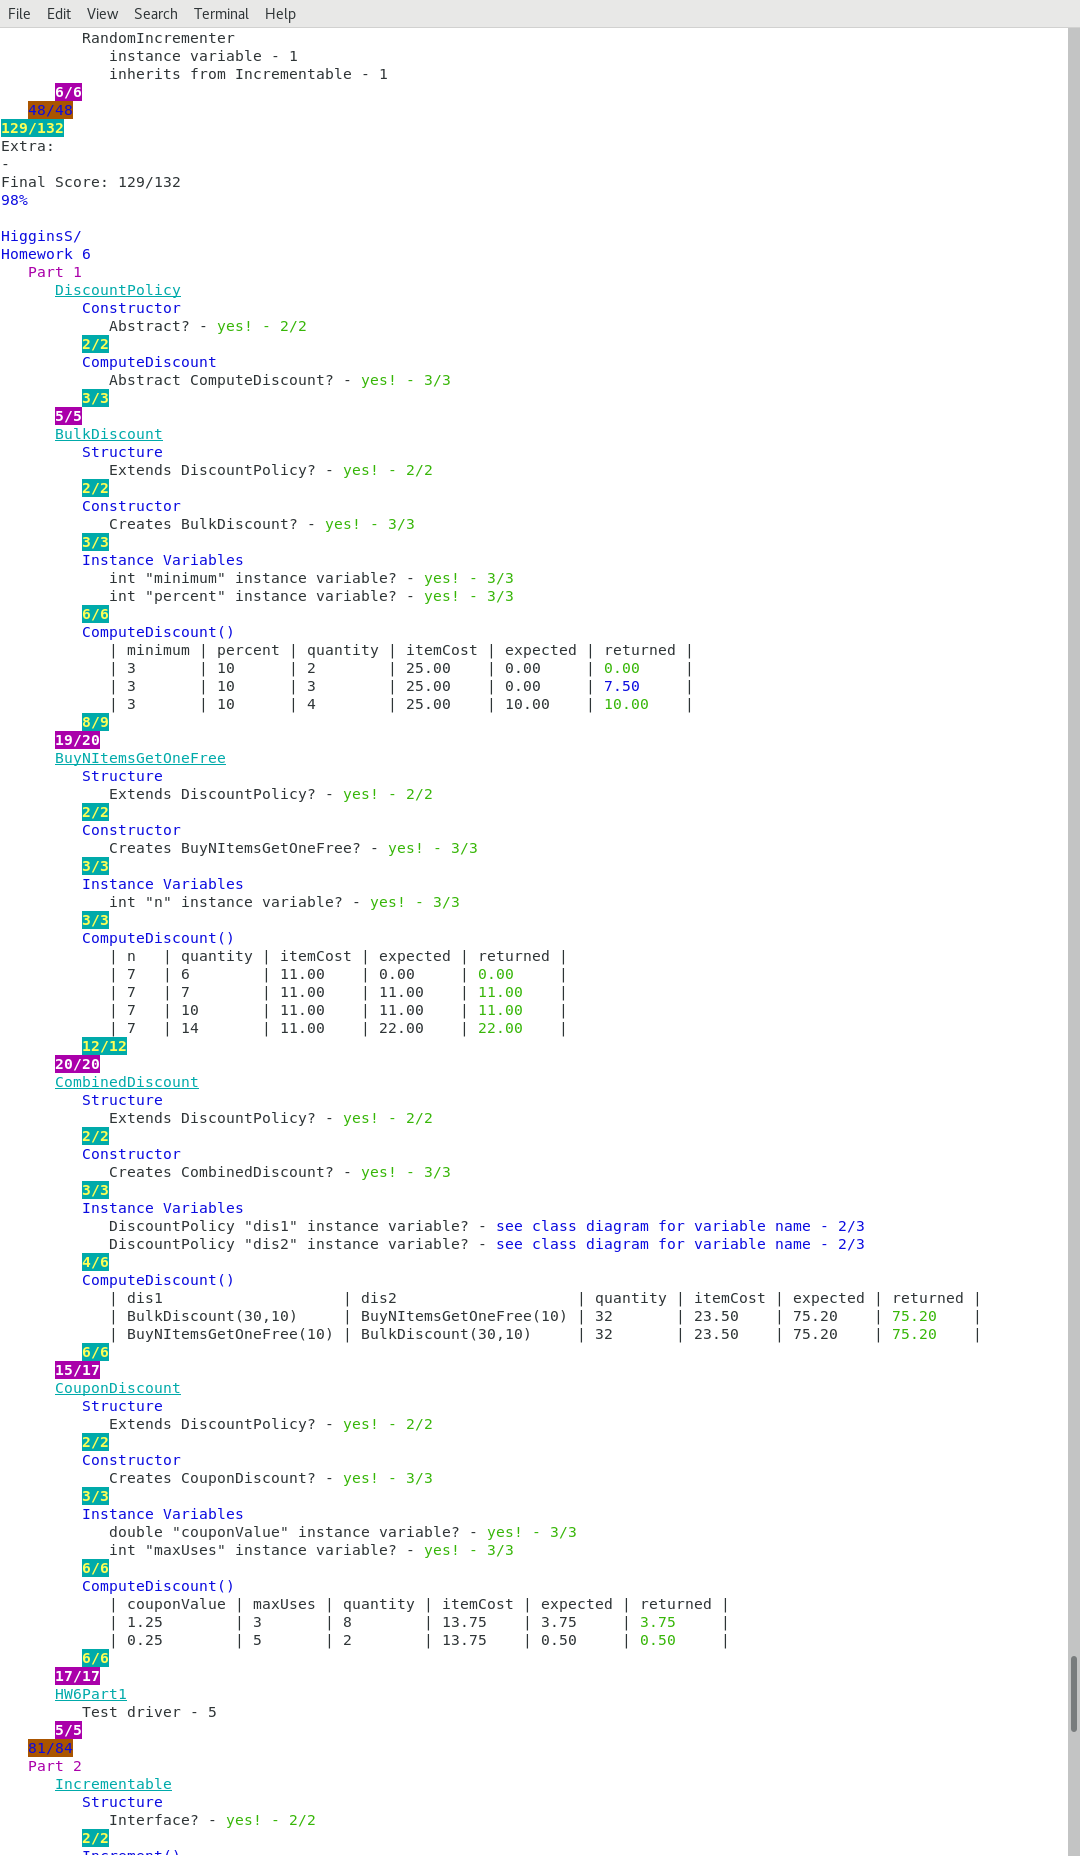 File Edit View Search Terminal Help
RandomIncrementer
instance variable - 1
inherits from Incrementable - 1
6/6
48/48
129/132
Extra:
-
Final Score: 129/132
98%
HigginsS/
Homework 6
Part 1
DiscountPolicy
Constructor
Abstract? - yes! - 2/2
2/2
ComputeDiscount
Abstract ComputeDiscount? - yes! - 3/3
3/3
5/5
BulkDiscount
Structure
Extends DiscountPolicy? - yes! - 2/2
2/2
Constructor
Creates BulkDiscount? - yes! - 3/3
3/3
Instance Variables
int "minimum" instance variable? - yes! - 3/3
int "percent" instance variable? - yes! - 3/3
6/6
ComputeDiscount()
| minimum | percent | quantity | itemCost | expected | returned |
| 3 | 10 | 2 | 25.00 | 0.00 | 0.00 |
| 3 | 10 | 3 | 25.00 | 0.00 | 7.50 |
| 3 | 10 | 4 | 25.00 | 10.00 | 10.00 |
8/9
19/20
BuyNItemsGetOneFree
Structure
Extends DiscountPolicy? - yes! - 2/2
2/2
Constructor
Creates BuyNItemsGetOneFree? - yes! - 3/3
3/3
Instance Variables
int "n" instance variable? - yes! - 3/3
3/3
ComputeDiscount()
| n | quantity | itemCost | expected | returned |
| 7 | 6 | 11.00 | 0.00 | 0.00 |
| 7 | 7 | 11.00 | 11.00 | 11.00 |
| 7 | 10 | 11.00 | 11.00 | 11.00 |
| 7 | 14 | 11.00 | 22.00 | 22.00 |
12/12
20/20
CombinedDiscount
Structure
Extends DiscountPolicy? - yes! - 2/2
2/2
Constructor
Creates CombinedDiscount? - yes! - 3/3
3/3
Instance Variables
DiscountPolicy "dis1" instance variable? - see class diagram for variable name - 2/3
DiscountPolicy "dis2" instance variable? - see class diagram for variable name - 2/3
4/6
ComputeDiscount()
| dis1 | dis2 | quantity | itemCost | expected | returned |
| BulkDiscount(30,10) | BuyNItemsGetOneFree(10) | 32 | 23.50 | 75.20 | 75.20 |
| BuyNItemsGetOneFree(10) | BulkDiscount(30,10) | 32 | 23.50 | 75.20 | 75.20 |
6/6
15/17
CouponDiscount
Structure
Extends DiscountPolicy? - yes! - 2/2
2/2
Constructor
Creates CouponDiscount? - yes! - 3/3
3/3
Instance Variables
double "couponValue" instance variable? - yes! - 3/3
int "maxUses" instance variable? - yes! - 3/3
6/6
ComputeDiscount()
| couponValue | maxUses | quantity | itemCost | expected | returned |
| 1.25 | 3 | 8 | 13.75 | 3.75 | 3.75 |
| 0.25 | 5 | 2 | 13.75 | 0.50 | 0.50 |
6/6
17/17
HW6Part1
Test driver - 5
5/5
81/84
Part 2
Incrementable
Structure
Interface? - yes! - 2/2
2/2
Increment()